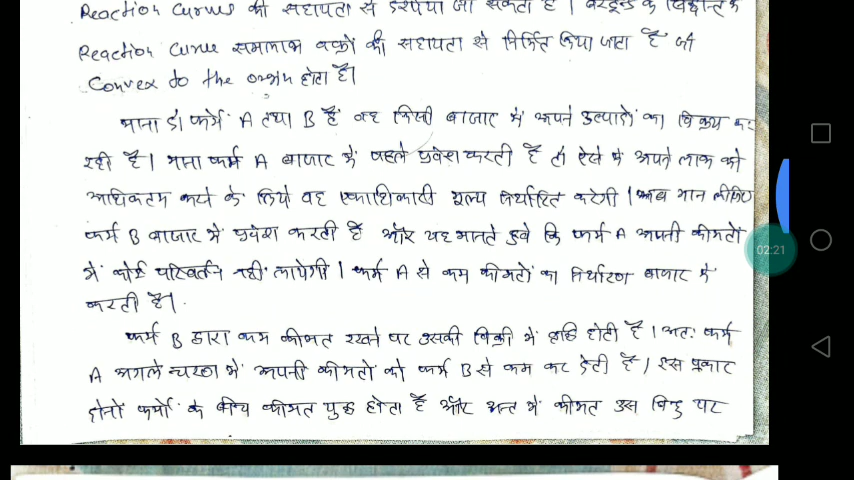 Reaction Curves की सहायता से दर्शाया जा सकता है । बरट्रेन्ड के सिद्धान्त के
Reaction Curve समलाभ वक्रों की सहायता से निर्मित किया जाता है जो
Convex to the origin होता है।
माना दो फर्में A तथा B हैं वह किसी बाजार में अपने उत्पादों का विक्रय कर
रही है । माना फर्म A बाजार में पहले प्रवेश करती है तो ऐसे में अपने लाभ को
अधिकतम करने के लिये वह एकाधिकारी मूल्य निर्धारित करेगी । अब मान लीजिए
फर्म B बाजार में प्रवेश करती है और यह मानते हुवे कि फर्म A अपनी कीमतों
में कोई परिवर्तन नहीं लायेगी । फर्म A से कम कीमतों का निर्धारण बाजार में
02:21
करती है।
फर्म B द्वारा कम कीमत रखने पर उसकी बिक्री में वृद्धि होती है । अतः फर्म
A अगले चरण में अपनी कीमतों को फर्म B से कम कर देती है । इस प्रकार
दोनों फर्मों के बीच कीमत युद्ध होता है और अन्त में कीमत उस बिन्दु पर